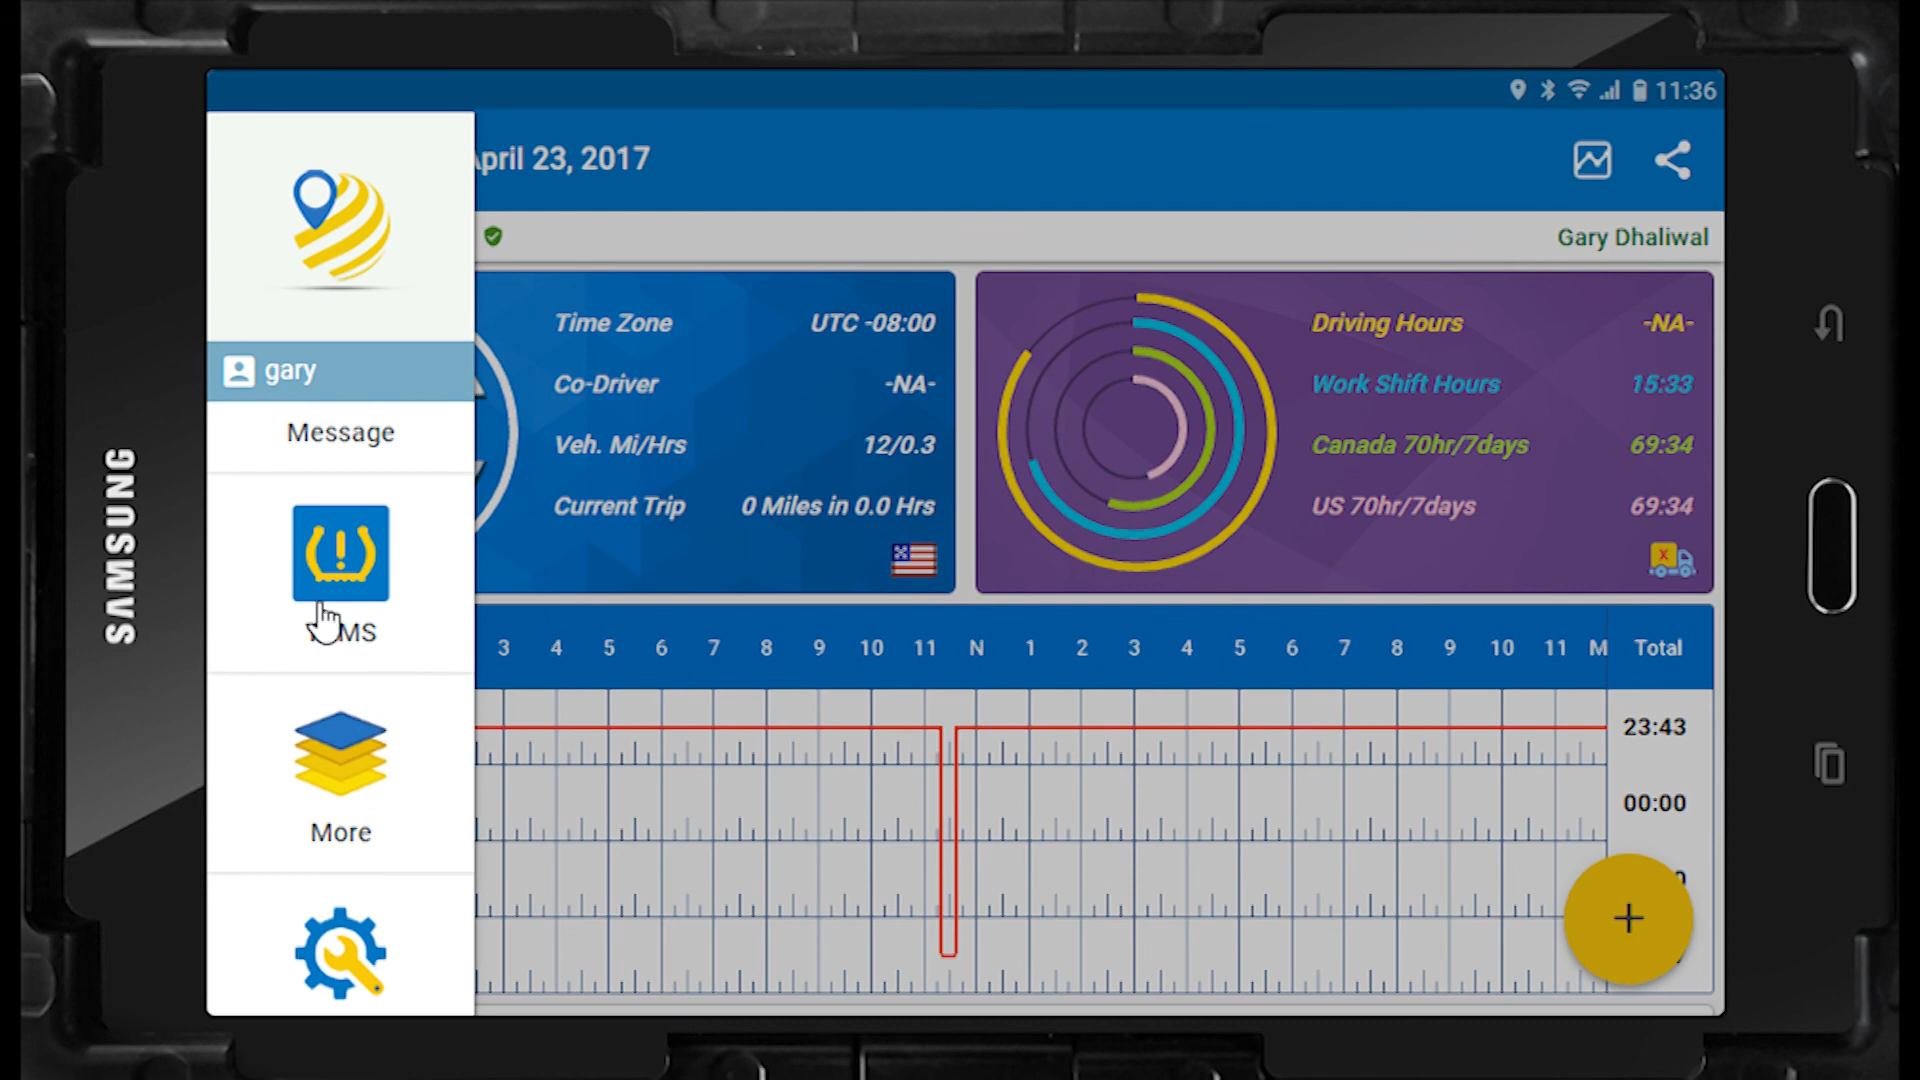 11:36
April 23, 2017
Gary Dhaliwal
gary
Message
MS
More
Time Zone UTC -08:00
Co-Driver -NA-
Veh. Mi/Hrs 12/0.3
Current Trip 0 Miles in 0.0 Hrs
Driving Hours -NA-
Work Shift Hours 15:33
Canada 70hr/7days 69:34
US 70hr/7days 69:34
X
3 4 5 6 7 8 9 10 11 N 1 2 3 4 5 6 7 8 9 10 11 M Total
23:43
00:00
0
+
SAMSUNG